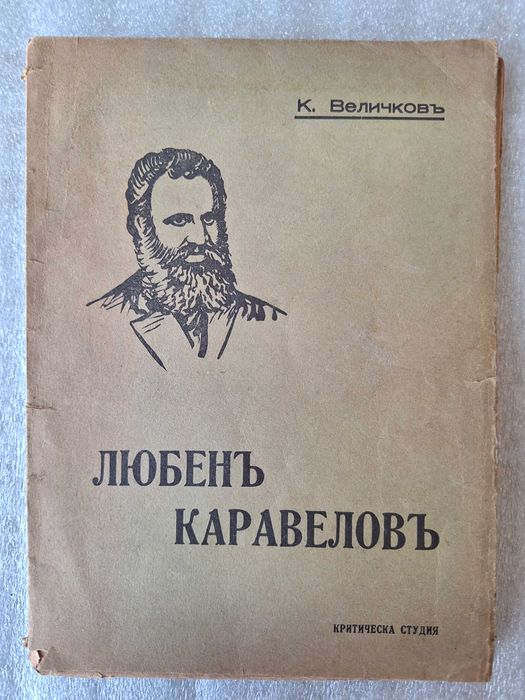 К. Величковъ
ЛЮБЕНЪ
КАРАВЕЛОВЪ
КРИТИЧЕСКА СТУДИЯ